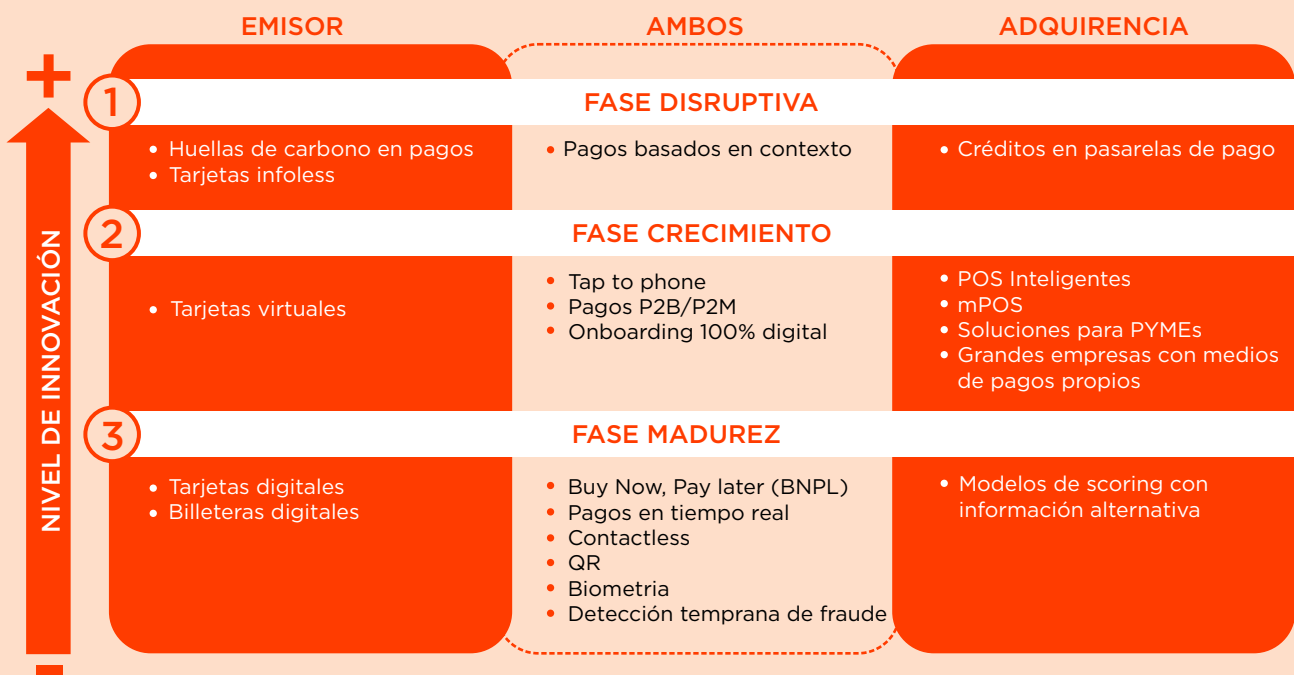 EMISOR
AMBOS
ADQUIRENCIA
NIVEL DE INNOVACIÓN
1
FASE DISRUPTIVA
• Huellas de carbono en pagos
• Tarjetas infoless
• Pagos basados en contexto
• Créditos en pasarelas de pago
2
FASE CRECIMIENTO
• Tarjetas virtuales
• Tap to phone
• Pagos P2B/P2M
• Onboarding 100% digital
• POS Inteligentes
• mPOS
• Soluciones para PYMEs
• Grandes empresas con medios
de pagos propios
3
FASE MADUREZ
• Tarjetas digitales
• Billeteras digitales
• Buy Now, Pay later (BNPL)
• Pagos en tiempo real
• Contactless
• QR
• Biometria
• Detección temprana de fraude
• Modelos de scoring con
información alternativa